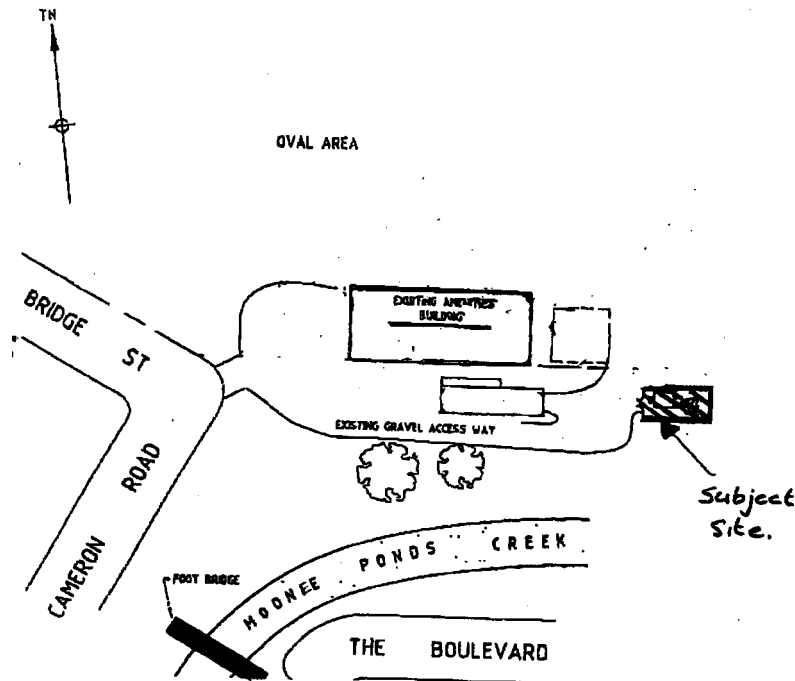 TN
OVAL AREA
BRIDGE ST
EXISTING AMENITIES
BUILDING
EXISTING GRAVEL ACCESS WAY
CAMERON ROAD
Subject
Site.
MOONEE PONDS CREEK
FOOT BRIDGE
THE BOULEVARD